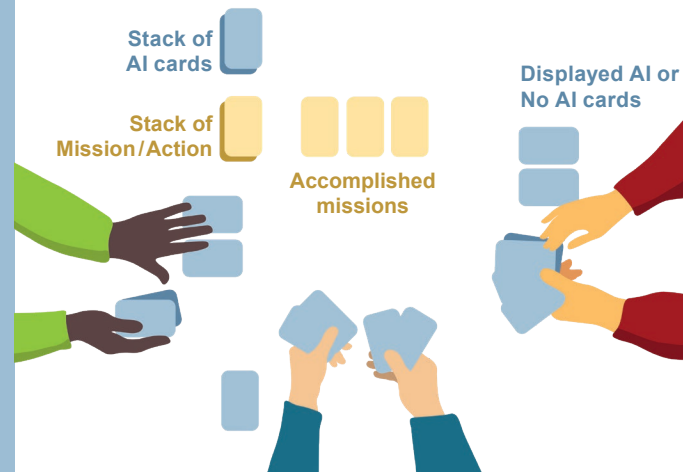 Stack of
AI cards
Displayed AI or
No AI cards
Stack of
Mission/Action
Accomplished
missions